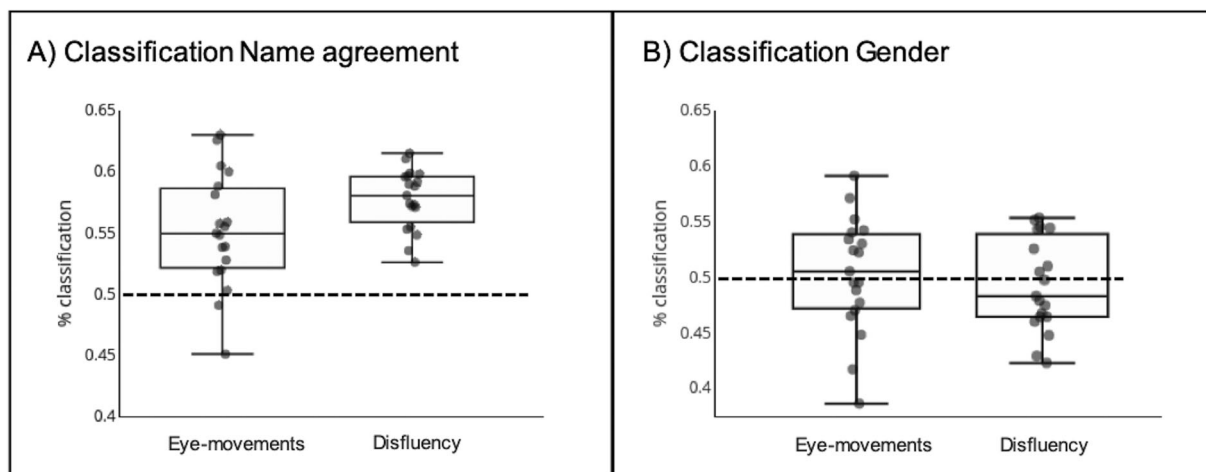 A) Classification Name agreement
0.65
0.6
0.55
0.5
0.45
0.4
% classification
Eye-movements
Disfluency
B) Classification Gender
0.65
0.6
0.55
0.5
0.45
0.4
% classification
Eye-movements
Disfluency